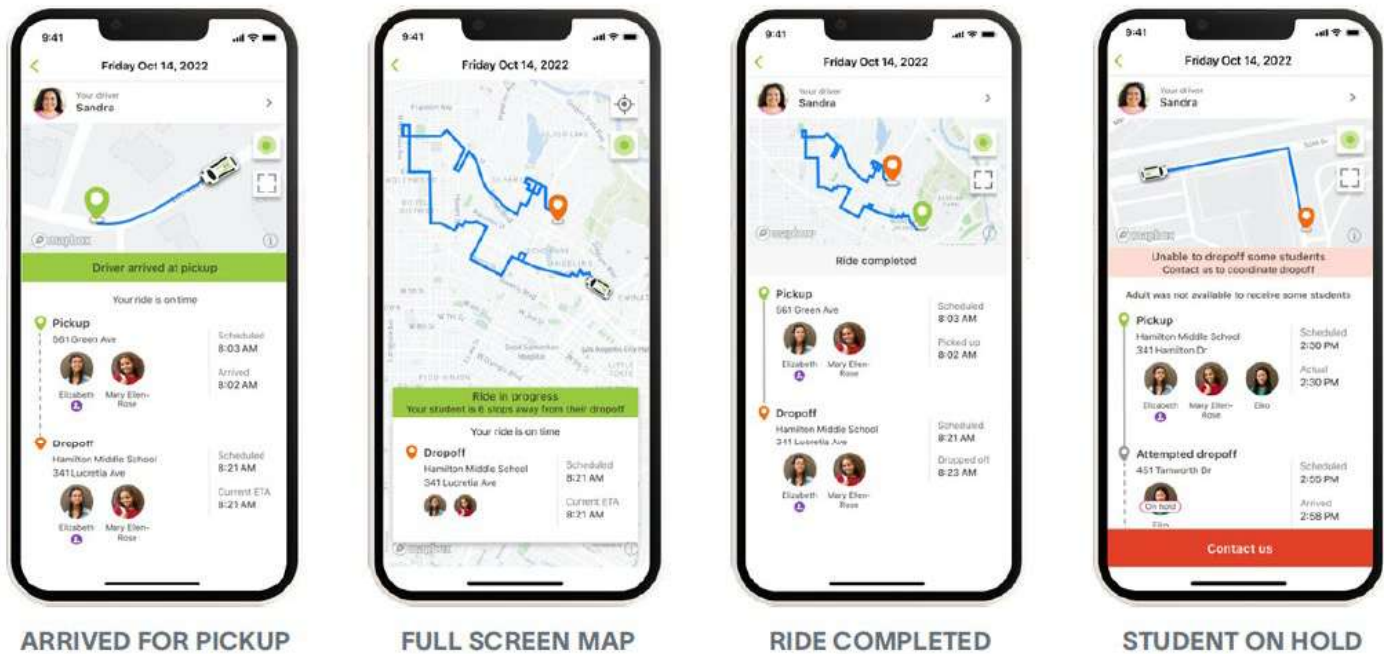 9:41
Friday Oct 14, 2022
Your driver
Sandra
mapbox
Driver arrived at pickup
Your ride is on time
Pickup
561 Green Ave
Scheduled
8:03 AM
Arrived
8:02 AM
Elizabeth
Mary Ellen-
Rose
Dropoff
Hamilton Middle School
341 Lucretia Ave
Scheduled
8:21 AM
Current ETA
8:21 AM
Elizabeth
Mary Ellen-
Rose
ARRIVED FOR PICKUP
9:41
Friday Oct 14, 2022
Ride in progress
Your student is 6 stops away from their dropoff
Your ride is on time
Dropoff
Hamilton Middle School
341 Lucretia Ave
Scheduled
8:21 AM
Current ETA
8:21 AM
mapbox
FULL SCREEN MAP
9:41
Friday Oct 14, 2022
Your driver
Sandra
mapbox
Ride completed
Pickup
561 Green Ave
Scheduled
8:03 AM
Picked up
8:02 AM
Elizabeth
Mary Ellen-
Rose
Dropoff
Hamilton Middle School
341 Lucretia Ave
Scheduled
8:21 AM
Dropped off
8:23 AM
Elizabeth
Mary Ellen-
Rose
RIDE COMPLETED
9:41
Friday Oct 14, 2022
Your driver
Sandra
mapbox
Unable to dropoff some students
Contact us to coordinate dropoff
Adult was not available to receive some students
Pickup
Hamilton Middle School
341 Hamilton Dr
Scheduled
2:30 PM
Actual
2:30 PM
Elizabeth
Mary Ellen-
Rose
Eiko
Attempted dropoff
451 Tamworth Dr
Scheduled
2:55 PM
Arrived
2:58 PM
On hold
Eiko
Contact us
STUDENT ON HOLD